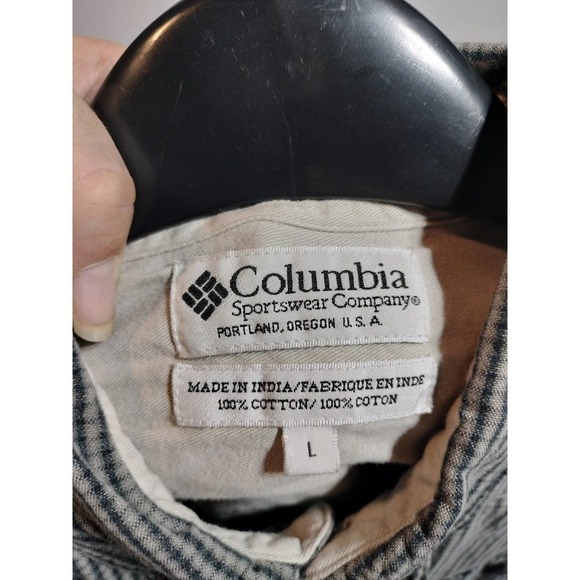 Columbia
Sportswear Company®
PORTLAND, OREGON U.S.A.
MADE IN INDIA/FABRIQUE EN INDE
100% COTTON/100% COTON
L